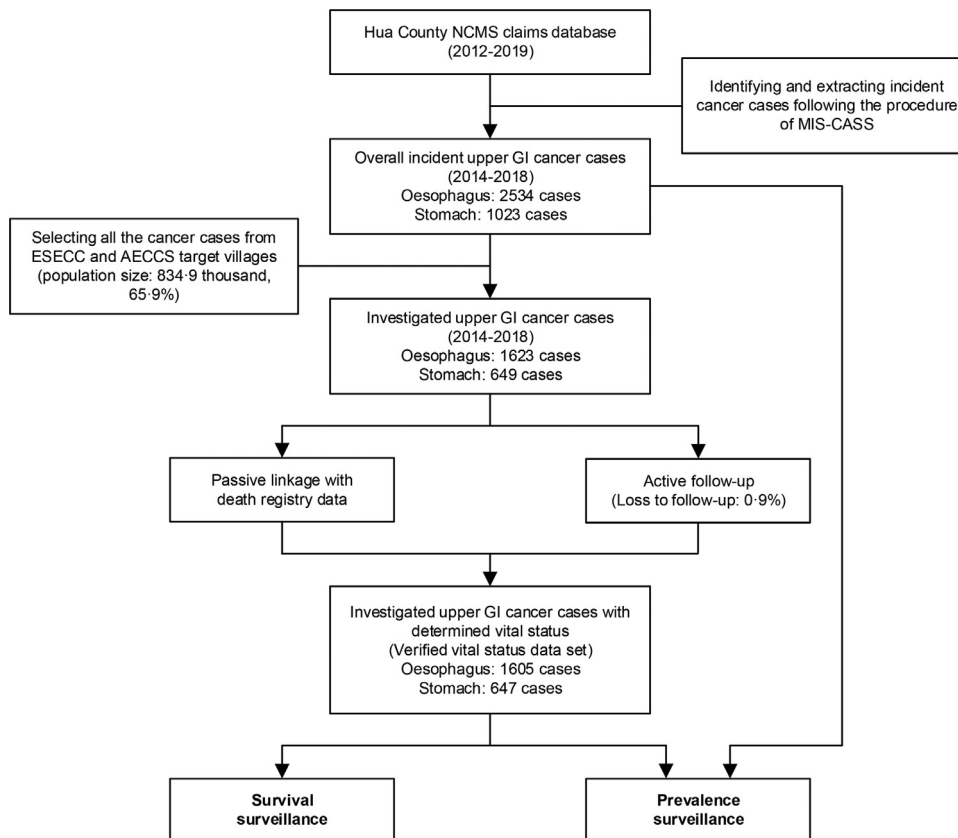 Hua County NCMS claims database
(2012-2019)
Identifying and extracting incident
cancer cases following the procedure
of MIS-CASS
Overall incident upper GI cancer cases
(2014-2018)
Oesophagus: 2534 cases
Stomach: 1023 cases
Selecting all the cancer cases from
ESECC and AECCS target villages
(population size: 834·9 thousand,
65·9%)
Investigated upper GI cancer cases
(2014-2018)
Oesophagus: 1623 cases
Stomach: 649 cases
Passive linkage with
death registry data
Active follow-up
(Loss to follow-up: 0·9%)
Investigated upper GI cancer cases with
determined vital status
(Verified vital status data set)
Oesophagus: 1605 cases
Stomach: 647 cases
Survival
surveillance
Prevalence
surveillance